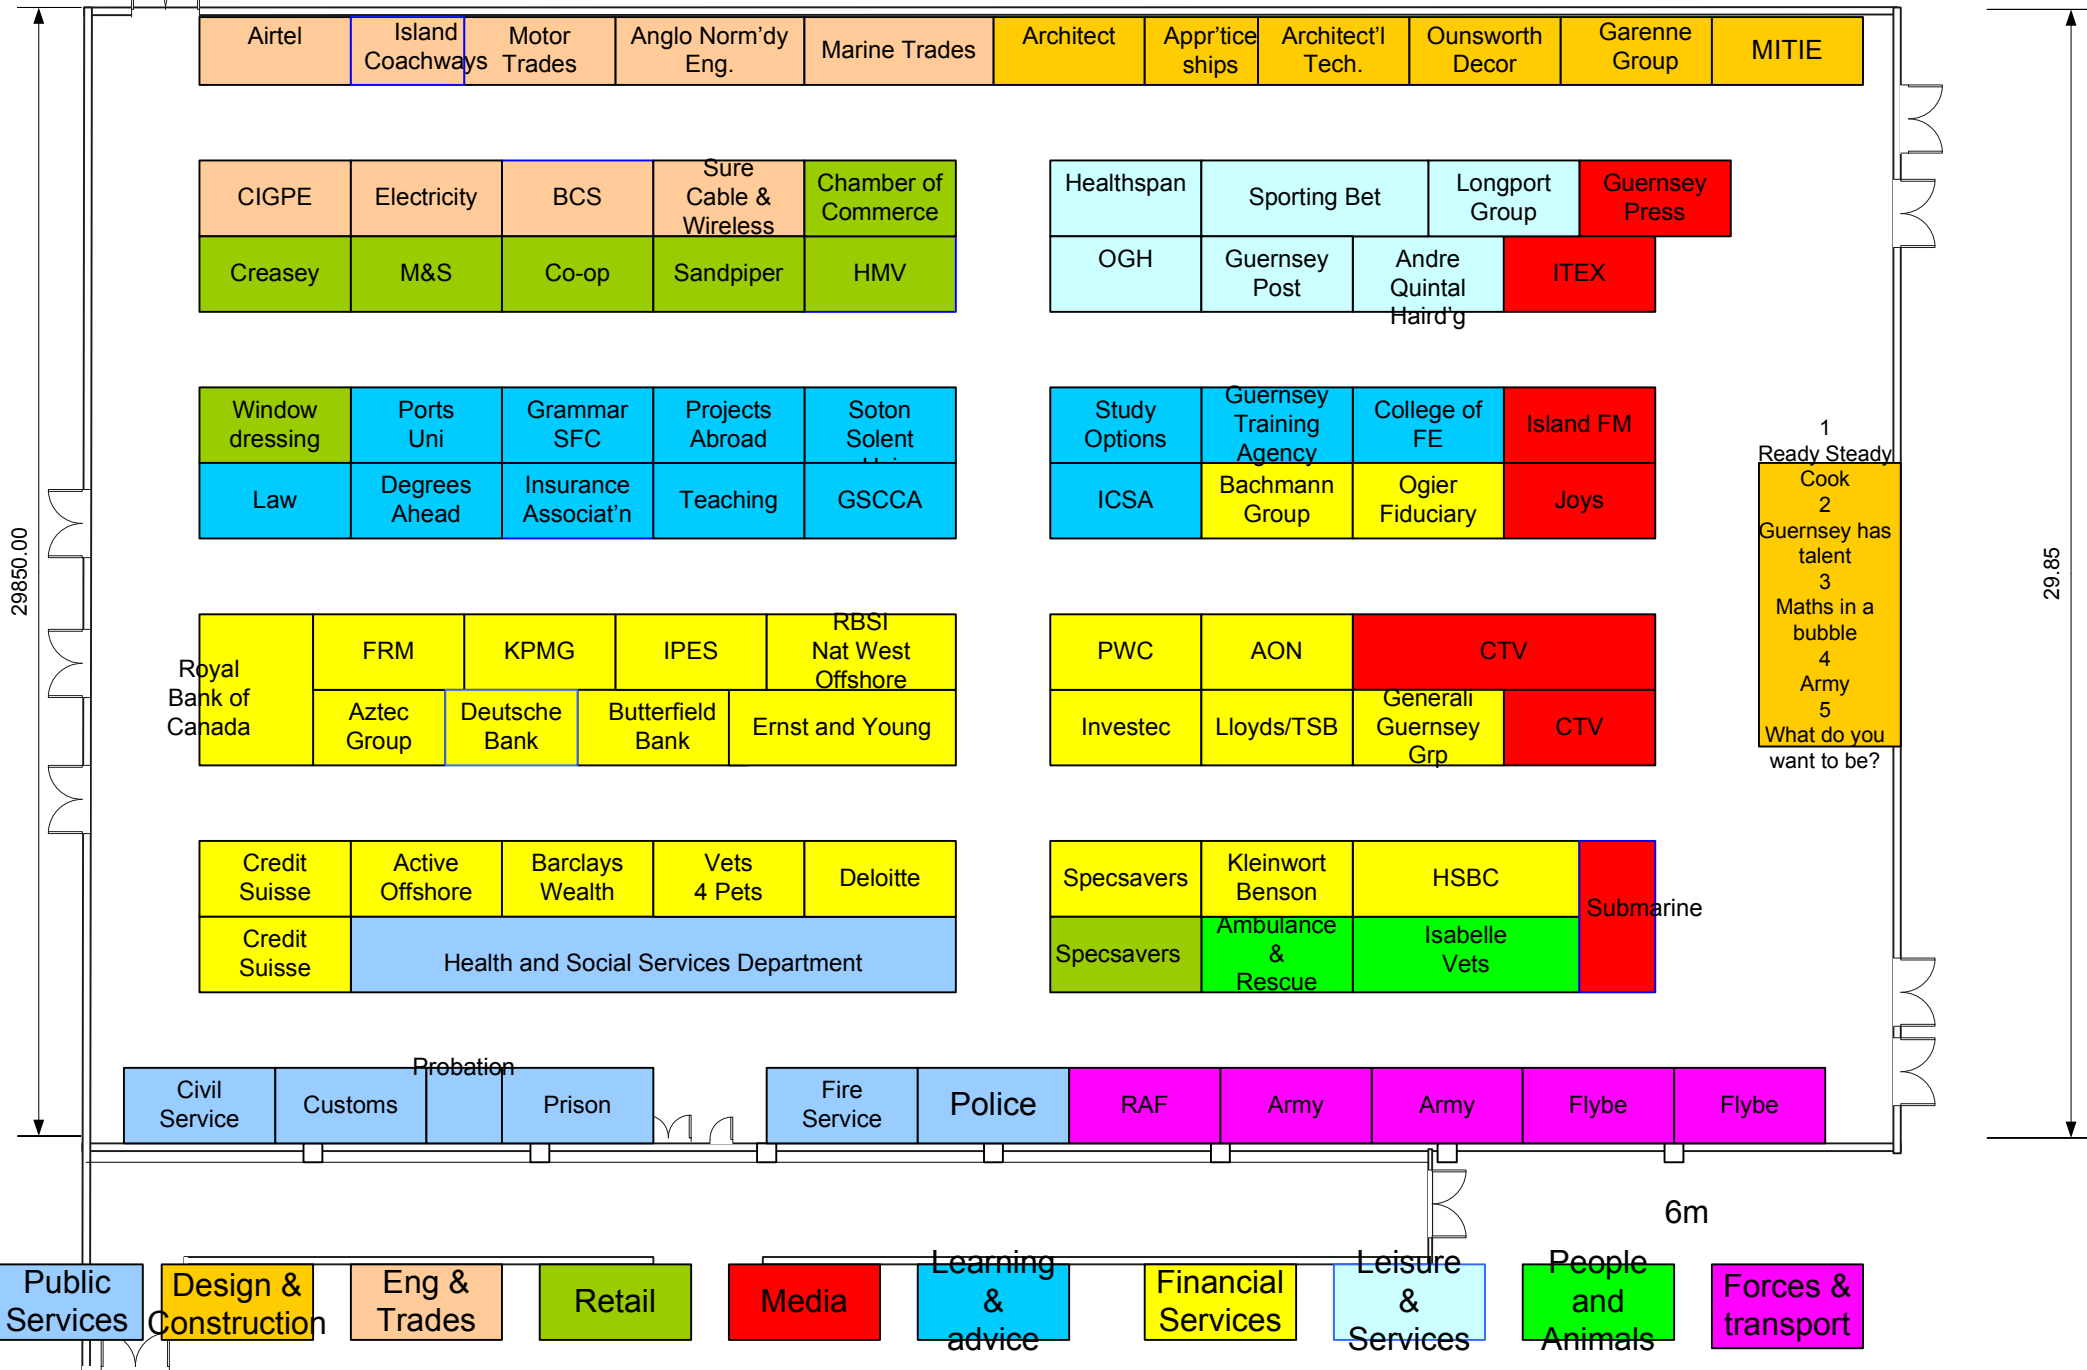 Airtel
Island
Coachways
Motor
Trades
Anglo Norm'dy
Eng.
Marine Trades
Architect
Appr'tice
ships
Architect'l
Tech.
Ounsworth
Decor
Garenne
Group
MITIE
CIGPE
Electricity
BCS
Sure
Cable &
Wireless
Chamber of
Commerce
Healthspan
Sporting Bet
Longport
Group
Guernsey
Press
Creasey
M&S
Co-op
Sandpiper
HMV
OGH
Guernsey
Post
Andre
Quintal
Haird'g
ITEX
Window
dressing
Ports
Uni
Grammar
SFC
Projects
Abroad
Soton
Solent
Study
Options
Guernsey
Training
Agency
College of
FE
Island FM
Law
Degrees
Ahead
Insurance
Associat'n
Teaching
GSCCA
ICSA
Bachmann
Group
Ogier
Fiduciary
Joys
1
Ready Steady
Cook
2
Guernsey has
talent
3
Maths in a
bubble
4
Army
5
What do you
want to be?
29850.00
29.85
Royal
Bank of
Canada
FRM
KPMG
IPES
RBSI
Nat West
Offshore
PWC
AON
CTV
Aztec
Group
Deutsche
Bank
Butterfield
Bank
Ernst and Young
Investec
Lloyds/TSB
Generali
Guernsey
Grp
CTV
Credit
Suisse
Active
Offshore
Barclays
Wealth
Vets
4 Pets
Deloitte
Specsavers
Kleinwort
Benson
HSBC
Submarine
Credit
Suisse
Health and Social Services Department
Specsavers
Ambulance
&
Rescue
Isabelle
Vets
Civil
Service
Customs
Probation
Prison
Fire
Service
Police
RAF
Army
Army
Flybe
Flybe
6m
Public
Services
Design &
Construction
Eng &
Trades
Retail
Media
Learning
&
advice
Financial
Services
Leisure
&
Services
People
and
Animals
Forces &
transport